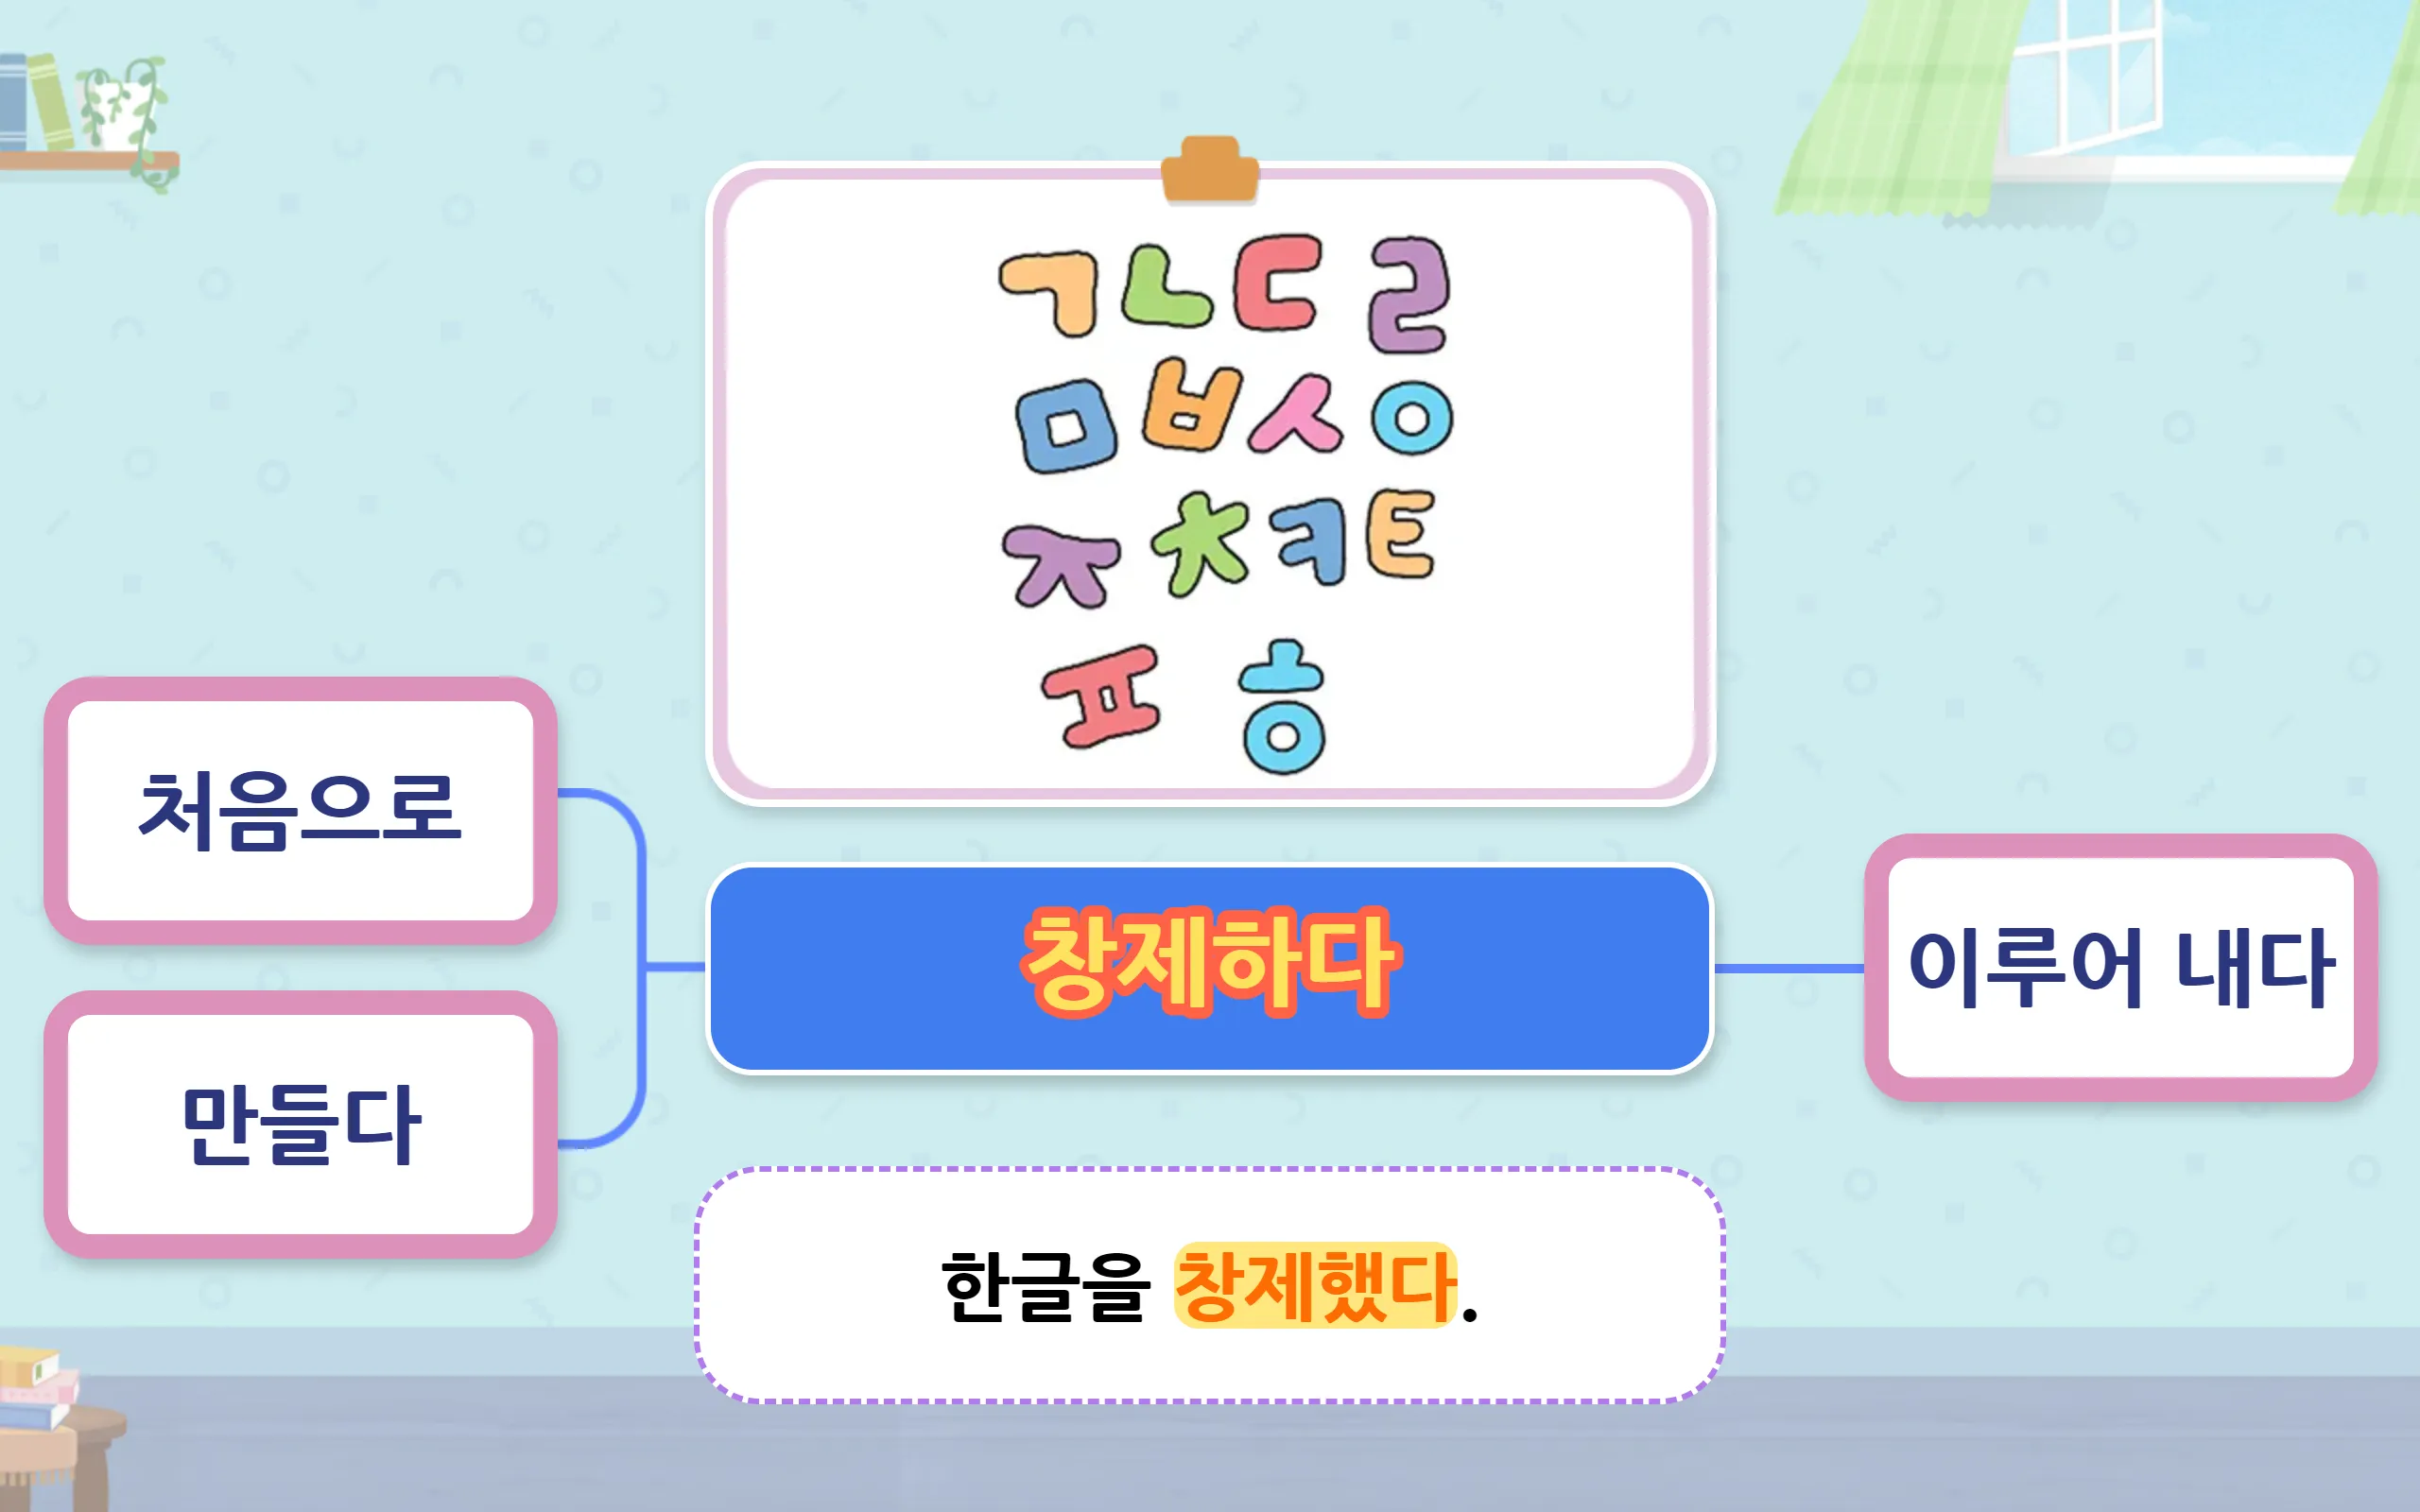 ㄱㄴㄷㄹ
ㅁㅂㅅㅇ
ㅈㅊㅋㅌ
ㅍ ㅎ
처음으로
만들다
창제하다
이루어 내다
한글을 창제했다.